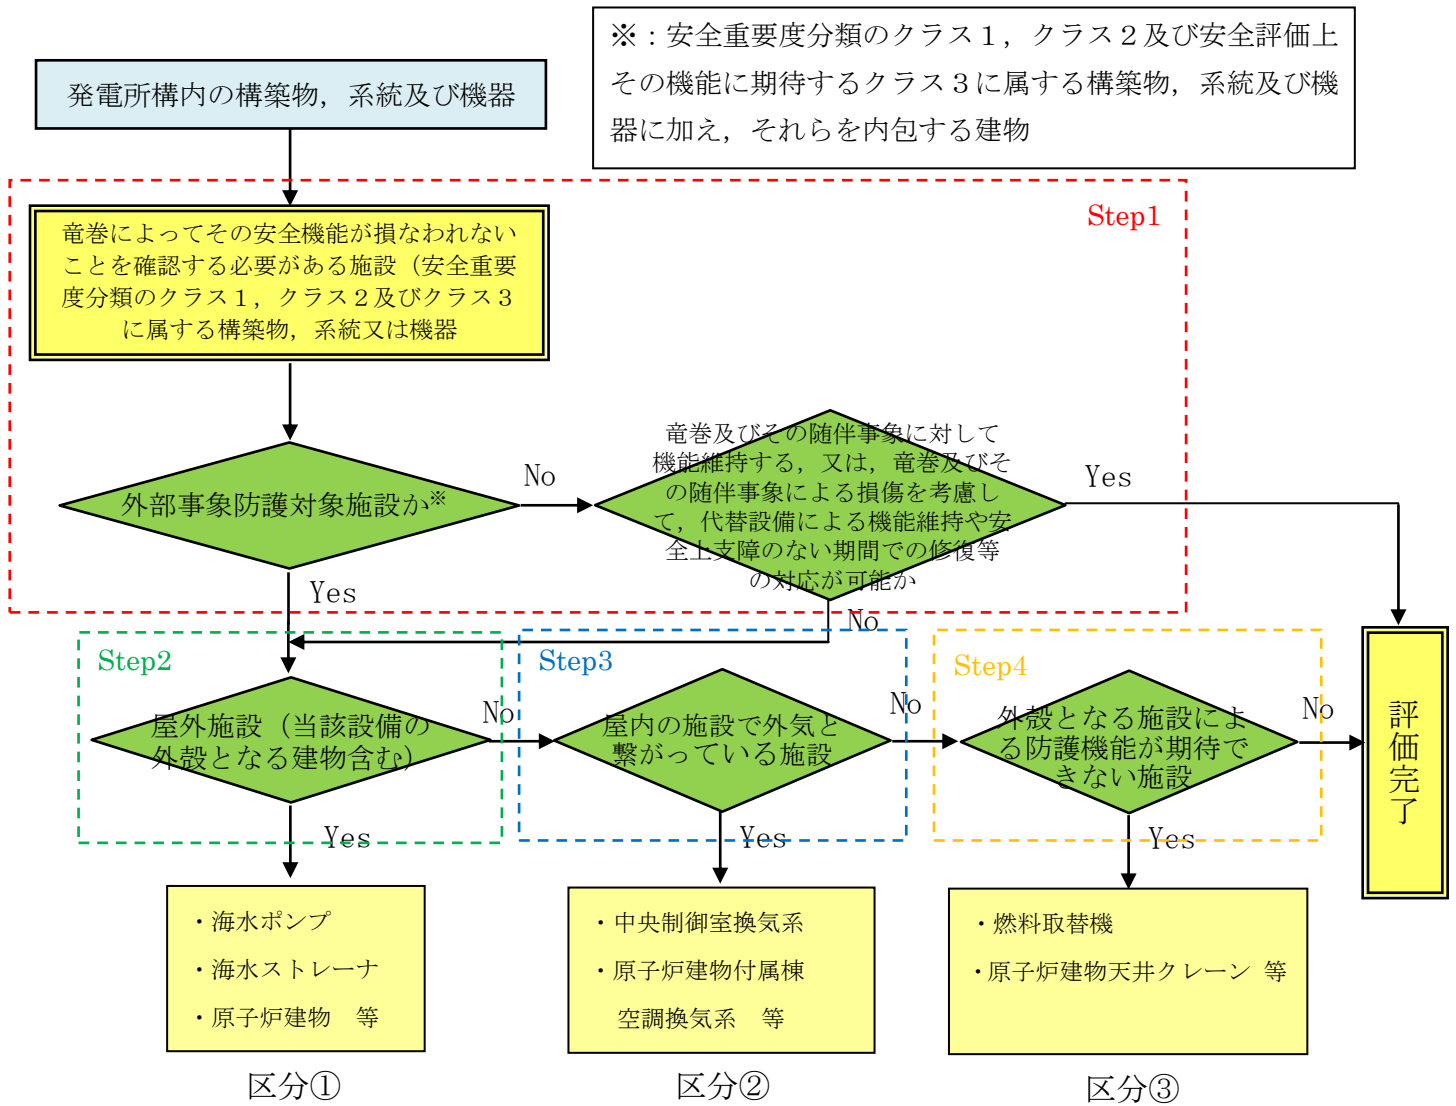 ※：安全重要度分類のクラス１，クラス２及び安全評価上
その機能に期待するクラス３に属する構築物，系統及び機
器に加え，それらを内包する建物
発電所構内の構築物，系統及び機器
Step1
竜巻によってその安全機能が損なわれない
ことを確認する必要がある施設（安全重要
度分類のクラス１，クラス２及びクラス３
に属する構築物，系統又は機器
外部事象防護対象施設か※
No
竜巻及びその随伴事象に対して
機能維持する，又は，竜巻及びそ
の随伴事象による損傷を考慮し
て，代替設備による機能維持や安
全上支障のない期間での修復等
の対応が可能か
Yes
Yes
No
Step2
屋外施設（当該設備の
外殻となる建物含む）
No
Yes
Step3
屋内の施設で外気と
繋がっている施設
No
Yes
Step4
外殻となる施設によ
る防護機能が期待で
きない施設
No
Yes
評価完了
・海水ポンプ
・海水ストレーナ
・原子炉建物　等
・中央制御室換気系
・原子炉建物付属棟
空調換気系　等
・燃料取替機
・原子炉建物天井クレーン 等
区分①
区分②
区分③